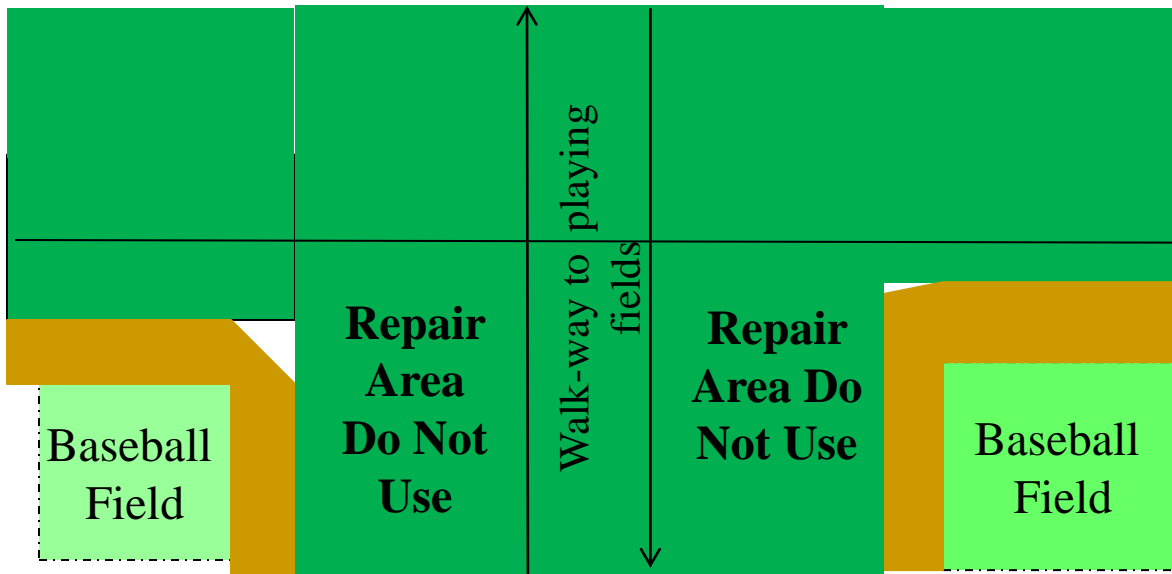 Baseball
Field
Repair
Area
Do Not
Use
Walk-way to playing
fields
Repair
Area Do
Not Use
Baseball
Field